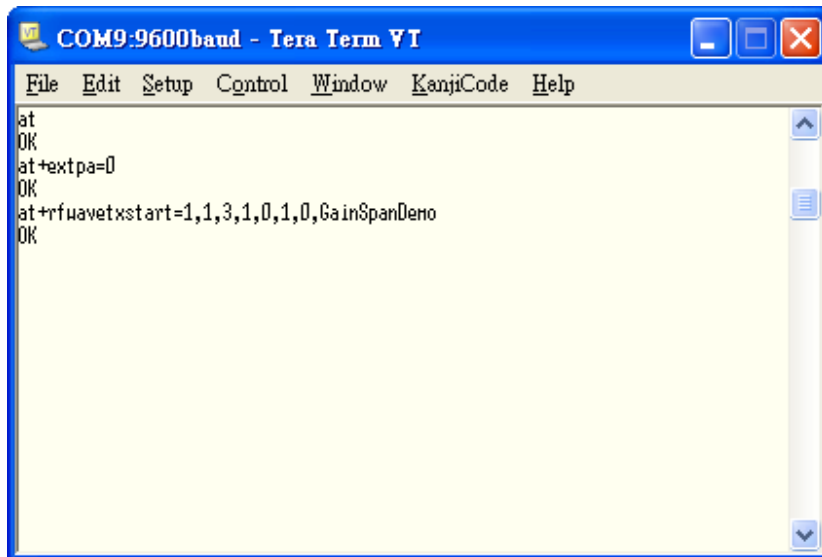 COM9:9600baud - Tera Term VT
File Edit Setup Control Window KanjiCode Help
at
OK
at+extpa=0
OK
at+rfwavetxstart=1,1,3,1,0,1,0,GainSpanDemo
OK